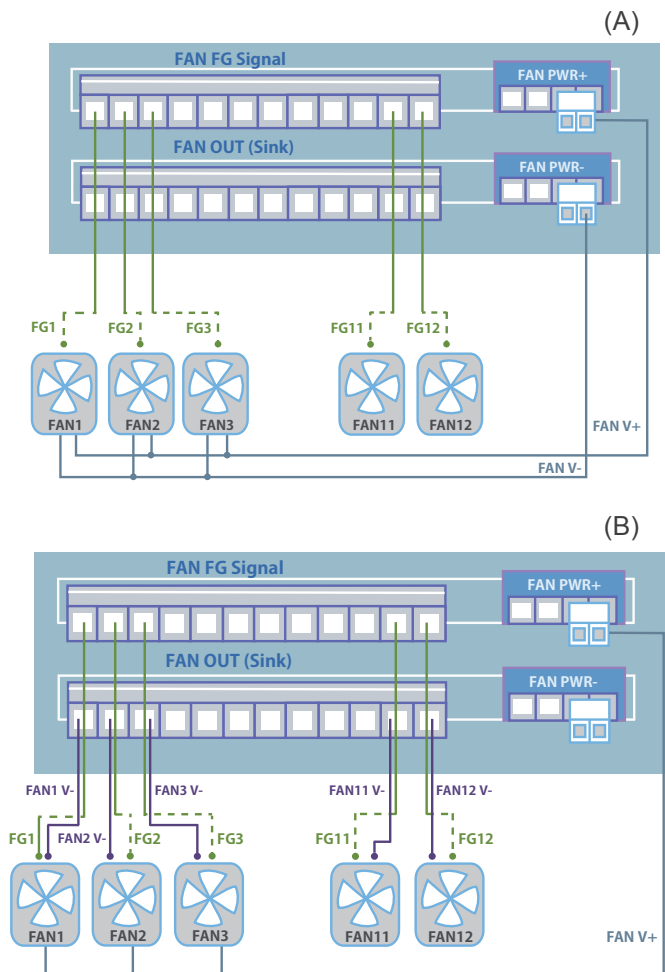 (A)
FAN FG Signal
FAN PWR+
FAN OUT (Sink)
FAN PWR-
FG1
FG2
FG3
FG11
FG12
FAN1
FAN2
FAN3
FAN11
FAN12
FAN V+
FAN V-
(B)
FAN FG Signal
FAN PWR+
FAN OUT (Sink)
FAN PWR-
FAN1 V-
FAN3 V-
FAN11 V-
FAN12 V-
FG1
FAN2 V-
FG2
FG3
FG11
FG12
FAN1
FAN2
FAN3
FAN11
FAN12
FAN V+